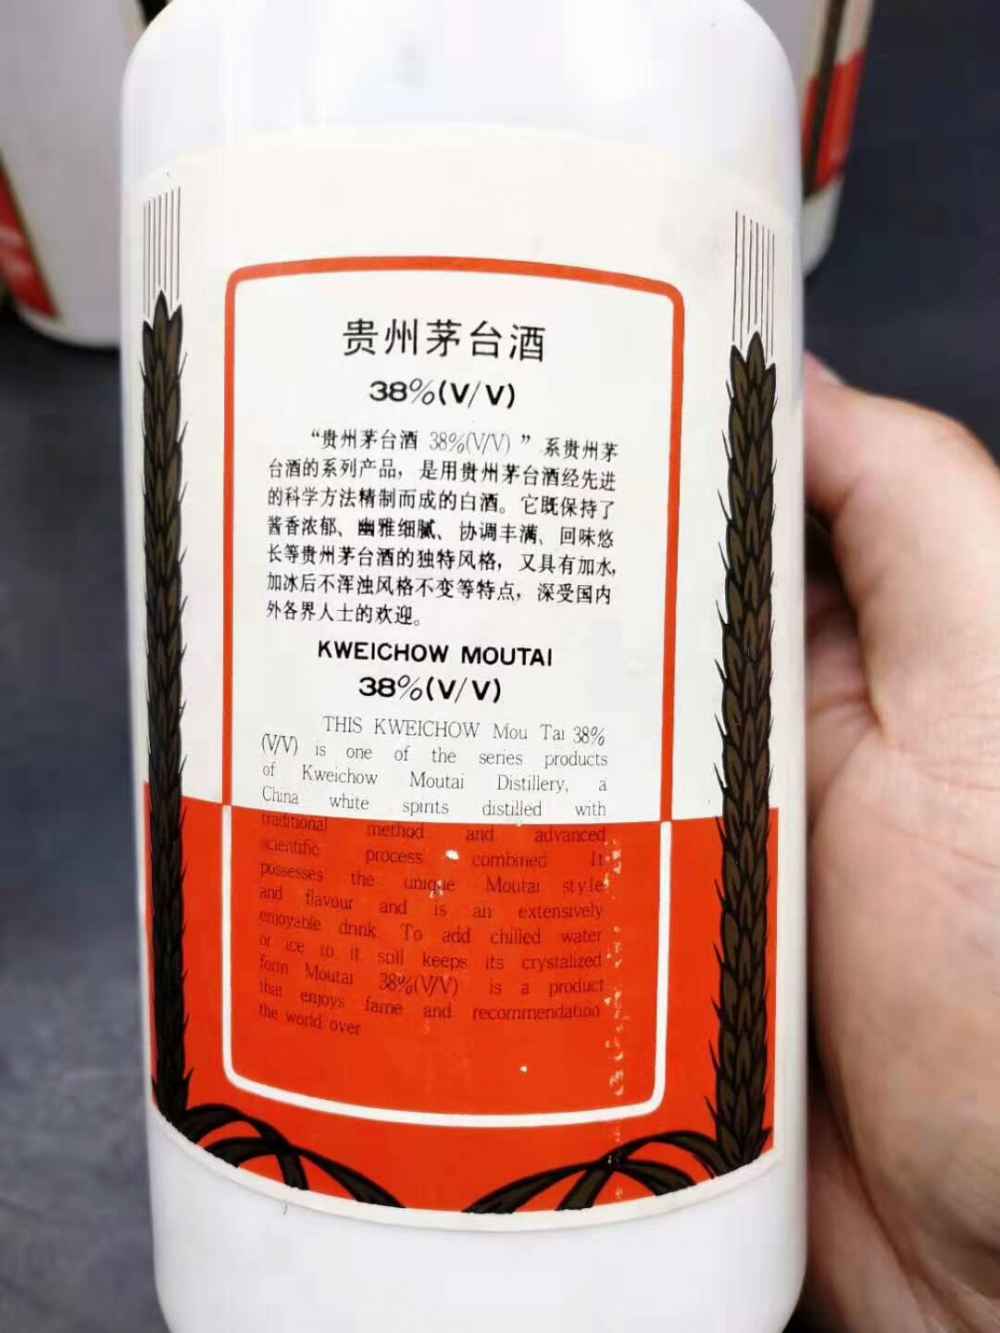 贵州茅台酒
38%(V/V)
“贵州茅台酒 38%(V/V)”系贵州茅
台酒的系列产品，是用贵州茅台酒经先进
的科学方法精制而成的白酒。它既保持了
酱香浓郁、幽雅细腻、协调丰满、回味悠
长等贵州茅台酒的独特风格，又具有加水，
加冰后不浑浊风格不变等特点，深受国内
外各界人士的欢迎。
KWEICHOW MOUTAI
38%(V/V)
THIS KWEICHOW Mou Tai 38%
(V/V) is one of the series products
of Kweichow Moutai Distillery, a
China white spirits distilled with
traditional method and advanced
scientific process combined It
possesses the unique Moutai style
and flavour and is an extensively
enjoyable drink. To add chilled water
or ice to it still keeps its crystalized
form Moutai 38%(V/V) is a product
that enjoys fame and recommendation
the world over